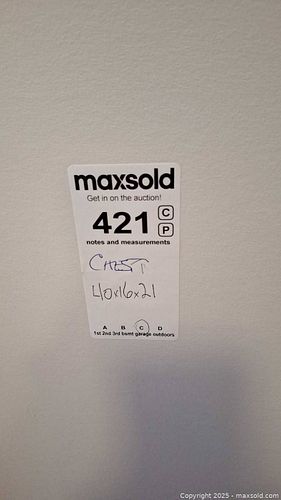 maxsold
Get in on the auction!
421 C
P
notes and measurements
CHEST
40x16x21
A B C D
1st 2nd 3rd bsmt garage outdoors
Copyright © 2025 - maxsold.com